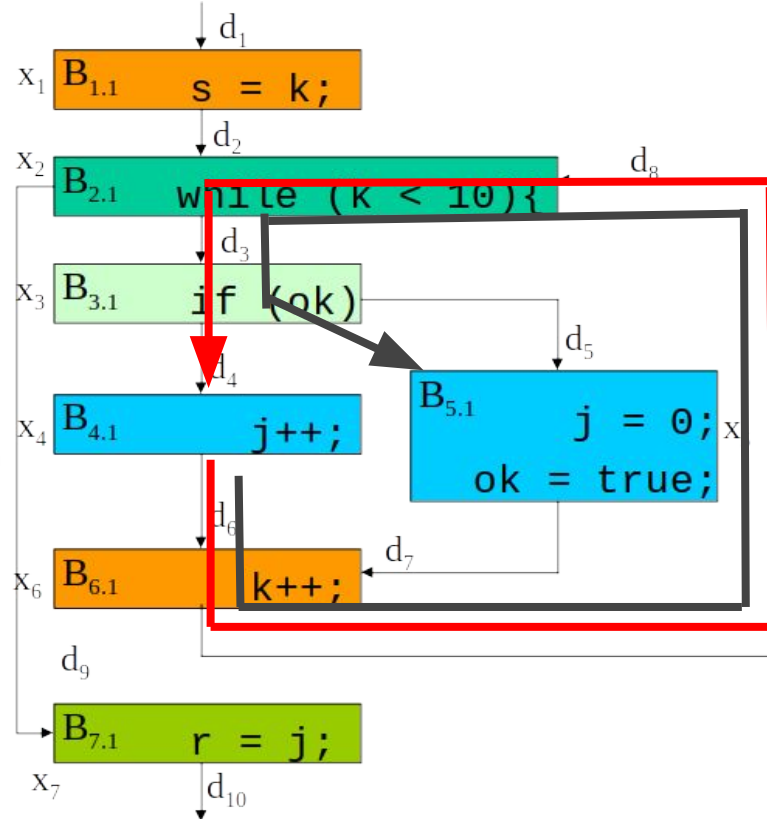 d₁
x₁ B₁.₁ s = k;
d₂
x₂ B₂.₁ while (k < 10){ d₈
d₃
x₃ B₃.₁ if (ok)
d₅
d₄
x₄ B₄.₁ j++;
B₅.₁ j = 0; x
ok = true;
d₆
d₇
x₆ B₆.₁ k++;
d₉
B₇.₁ r = j;
x₇ d₁₀